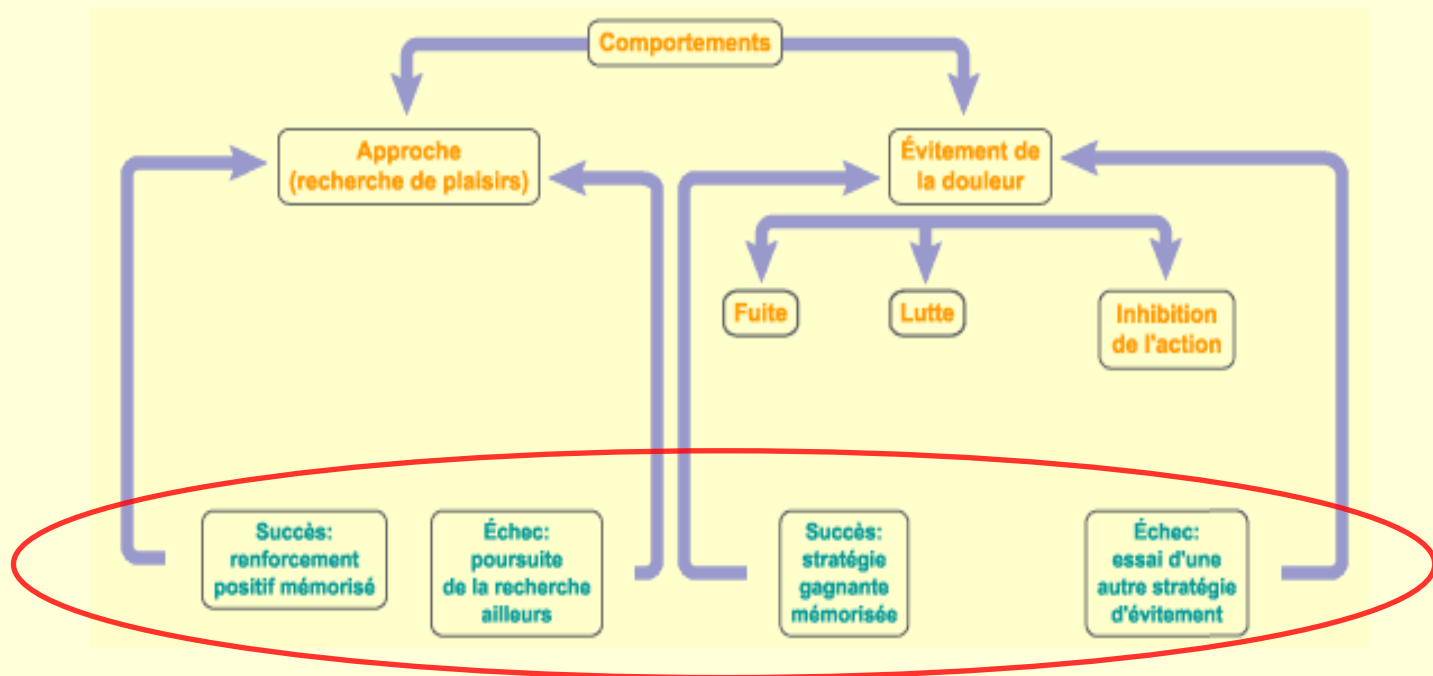 Comportements
Approche
(recherche de plaisirs)
Évitement de
la douleur
Fuite
Lutte
Inhibition
de l'action
Succès:
renforcement
positif mémorisé
Échec:
poursuite
de la recherche
ailleurs
Succès:
stratégie
gagnante
mémorisée
Échec:
essai d'une
autre stratégie
d'évitement